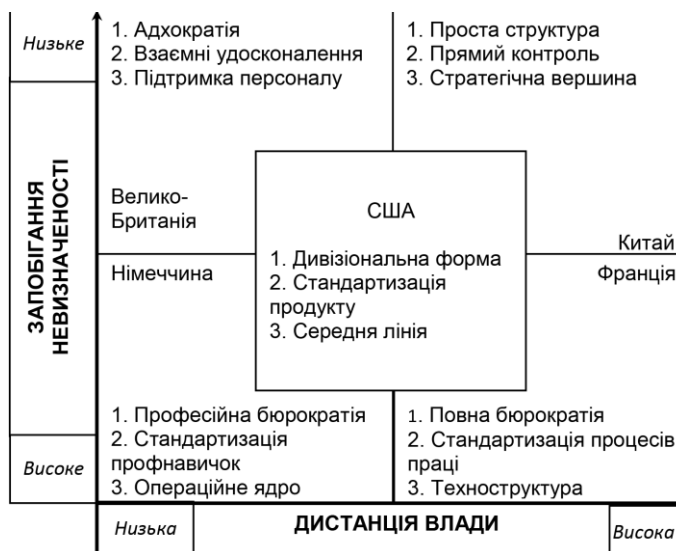 Низьке
1. Адхократія
2. Взаємні удосконалення
3. Підтримка персоналу
1. Проста структура
2. Прямий контроль
3. Стратегічна вершина
ЗАПОБІГАННЯ
НЕВИЗНАЧЕНОСТІ
Велико-
Британія
США
1. Дивізіональна форма
2. Стандартизація
продукту
3. Середня лінія
Китай
Німеччина
Франція
1. Професійна бюрократія
2. Стандартизація
профнавичок
3. Операційне ядро
1. Повна бюрократія
2. Стандартизація процесів
праці
3. Техноструктура
Високе
Низька
ДИСТАНЦІЯ ВЛАДИ
Висока